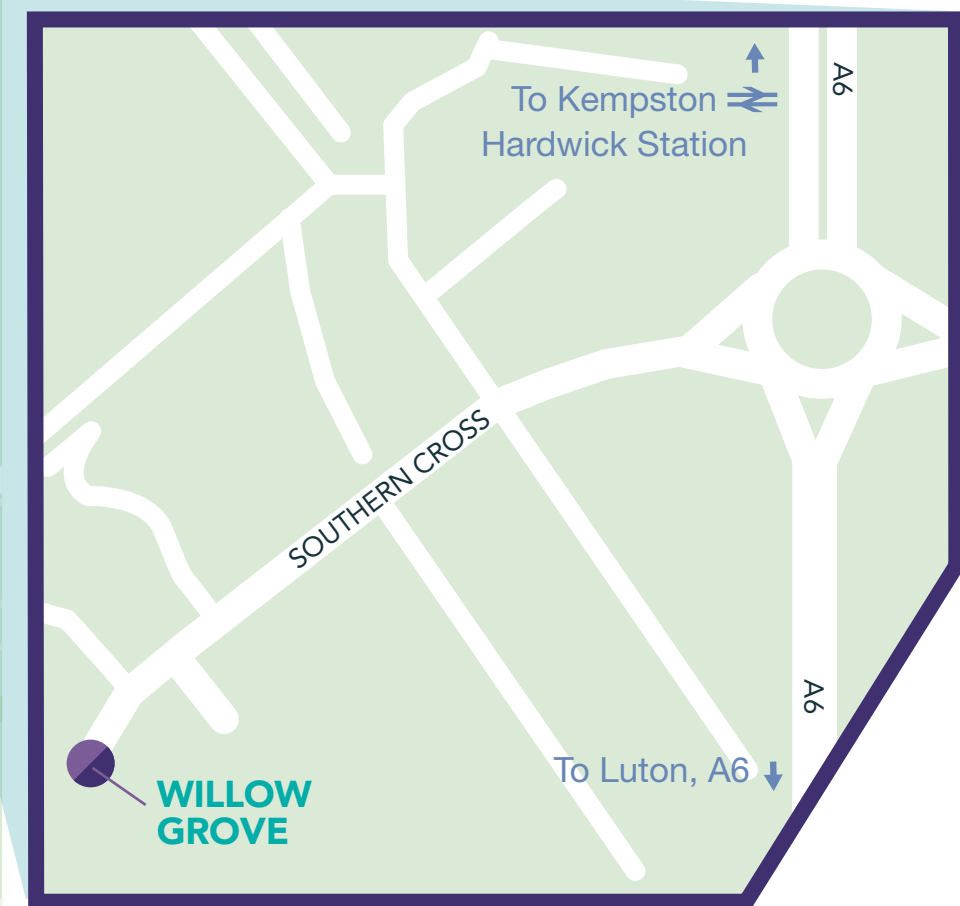 To Kempston
Hardwick Station
A6
SOUTHERN CROSS
A6
To Luton, A6
WILLOW
GROVE